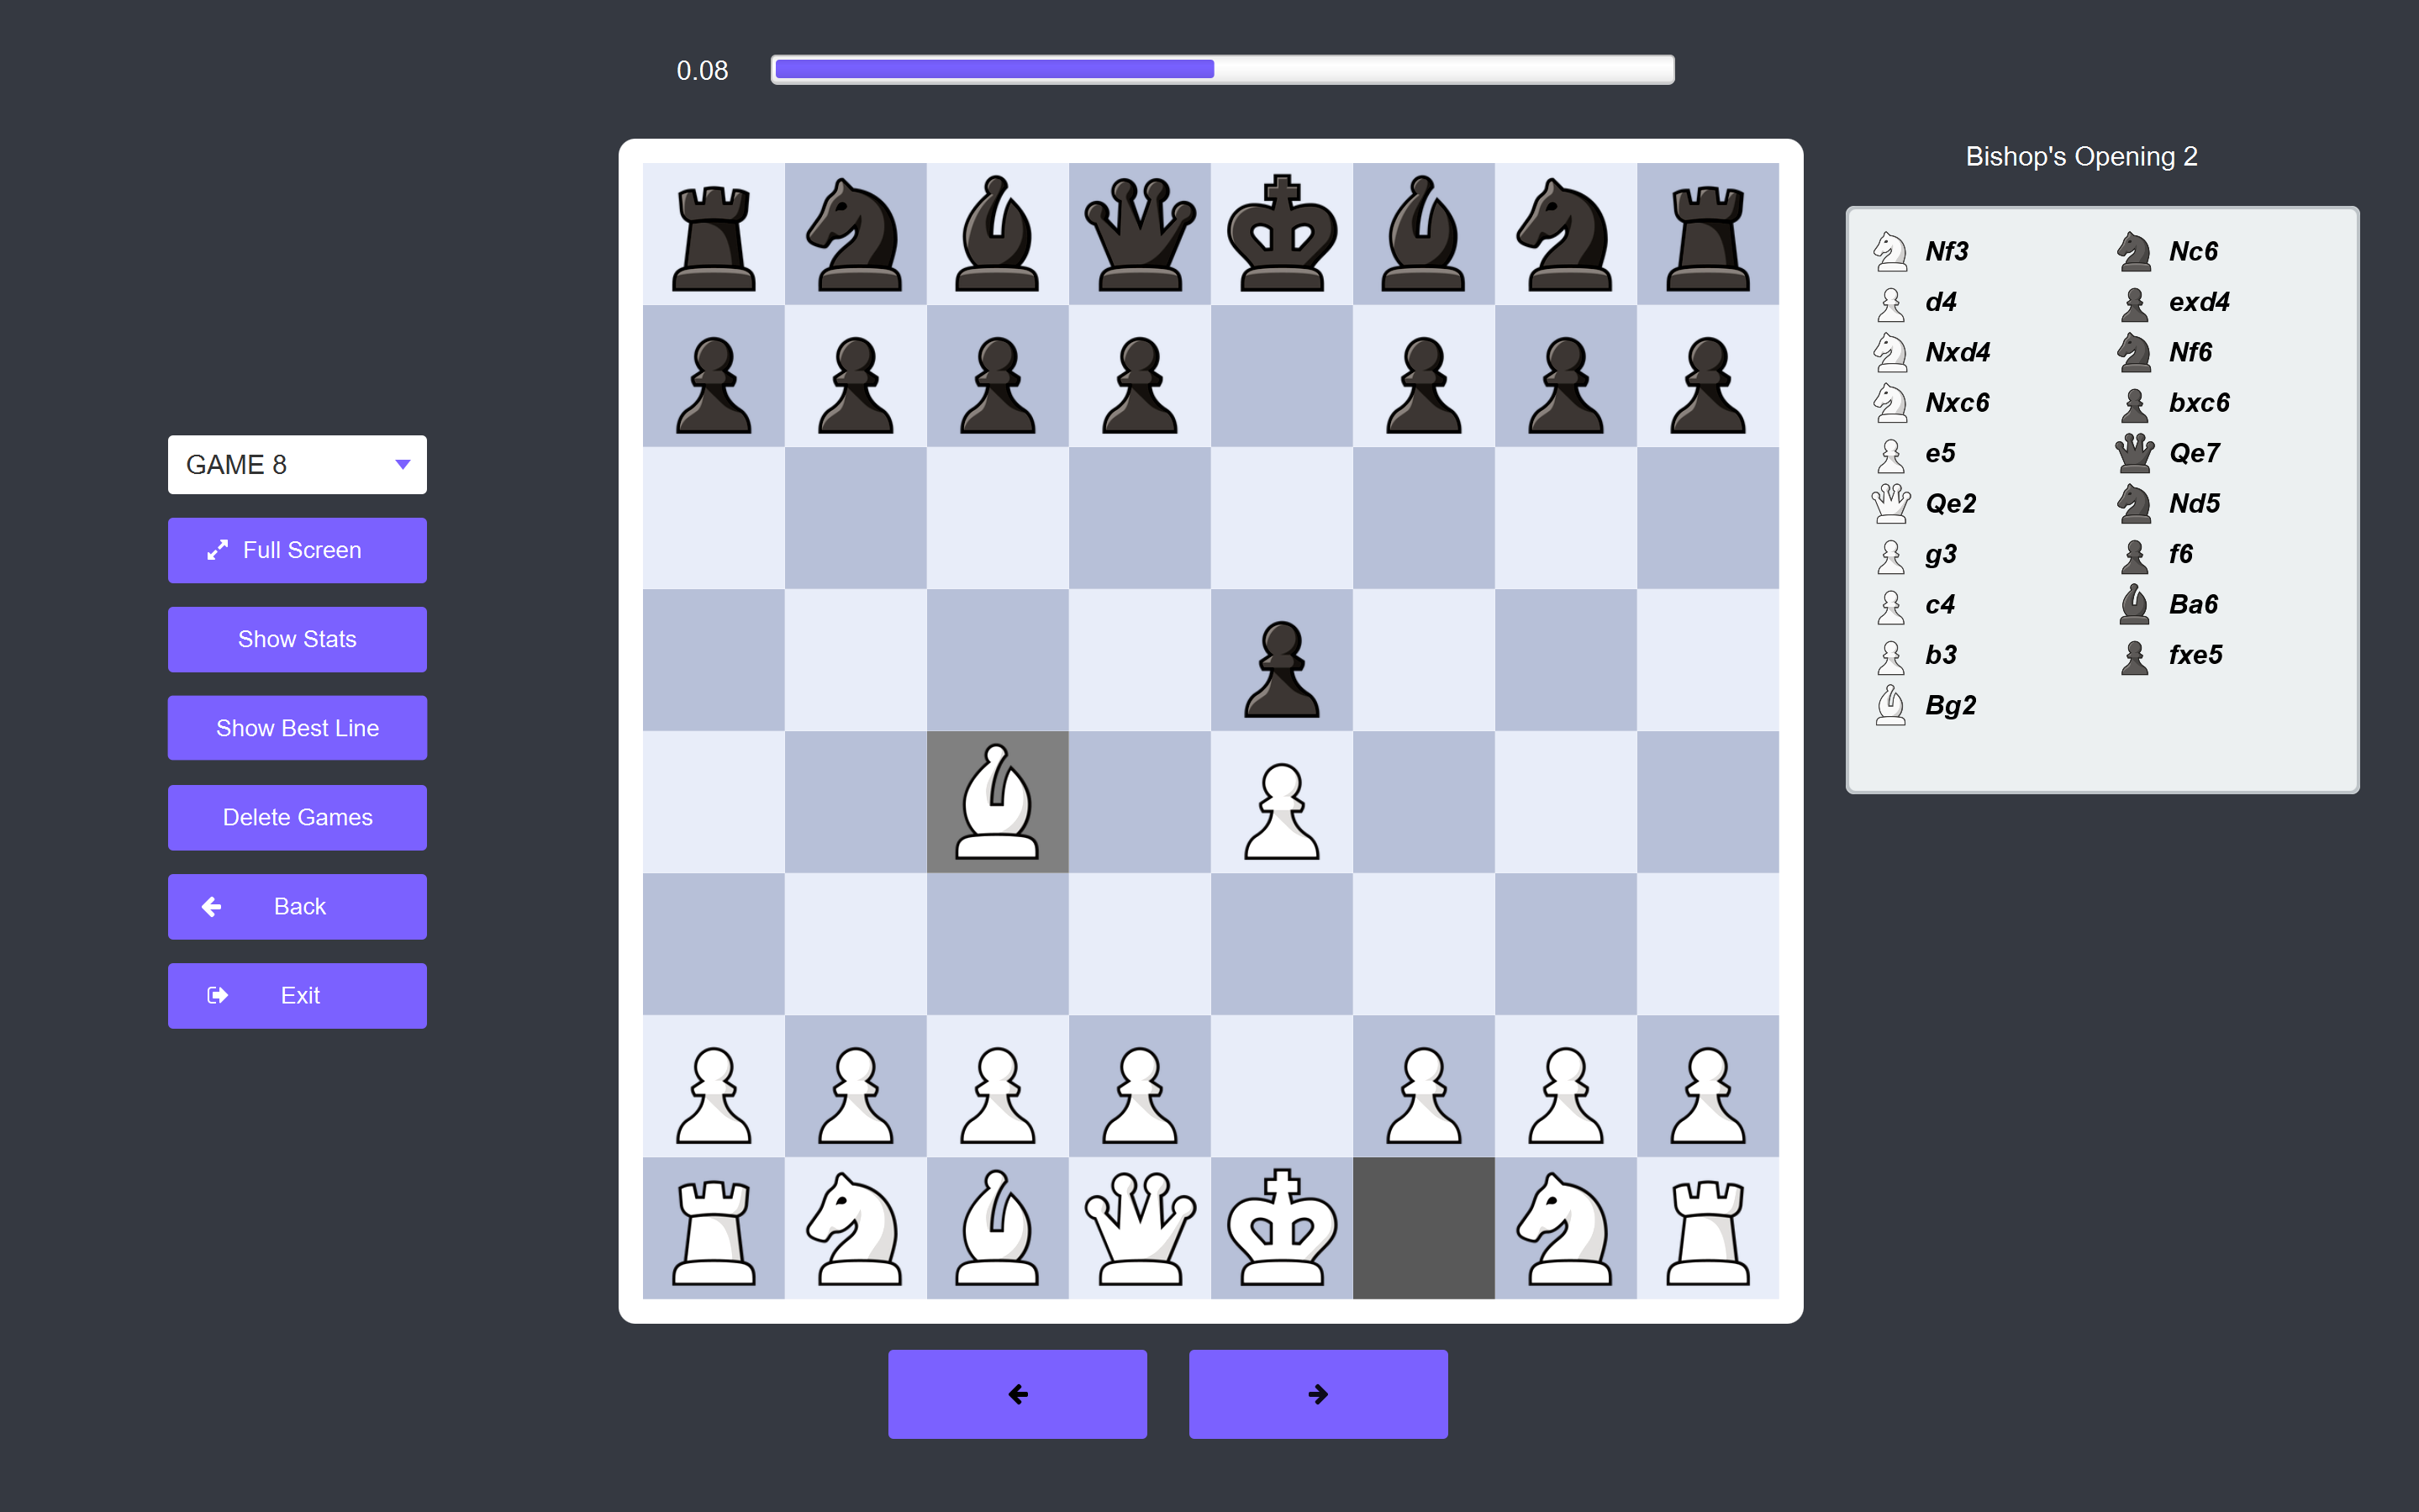 0.08
Bishop's Opening 2
Nf3 Nc6
d4 exd4
Nxd4 Nf6
Nxc6 bxc6
e5 Qe7
Qe2 Nd5
g3 f6
c4 Ba6
b3 fxe5
Bg2
GAME 8
Full Screen
Show Stats
Show Best Line
Delete Games
Back
Exit